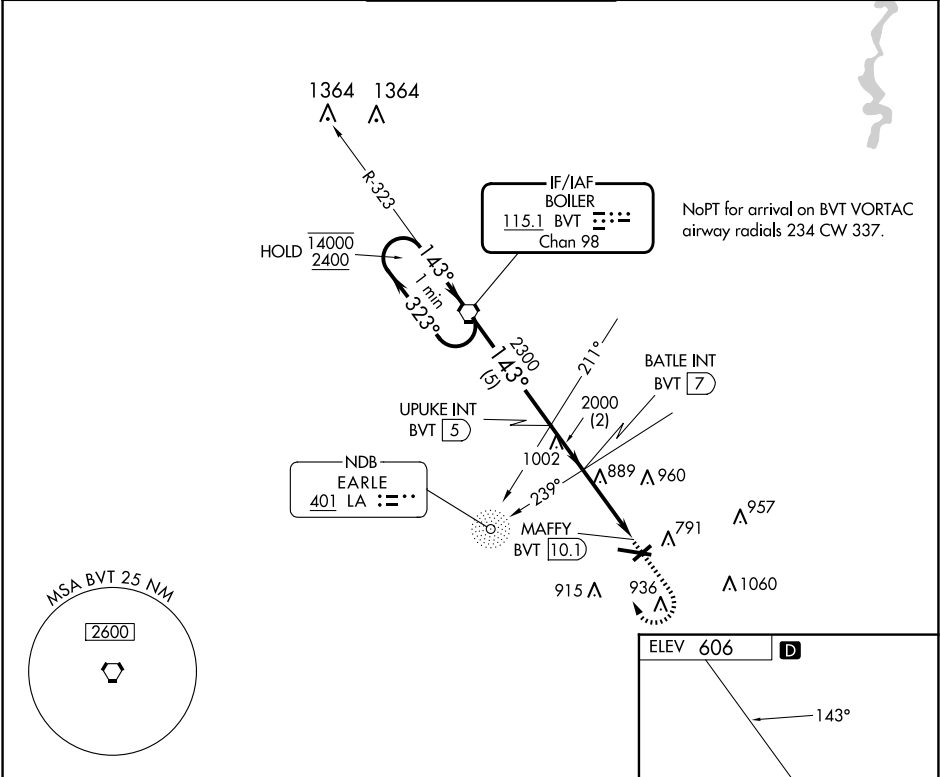 1364 1364
R-323
IF/IAF
BOILER
115.1 BVT
Chan 98
NoPT for arrival on BVT VORTAC
airway radials 234 CW 337.
HOLD 14000
2400
143°
1 min
323°
2300
143°
(5)
211°
BATLE INT
BVT 7
2000
(2)
UPUKE INT
BVT 5
1002
889 960
NDB
EARLE
401 LA
239°
957
MAFFY
BVT 10.1
791
915 936 1060
MSA BVT 25 NM
2600
ELEV 606 D
143°